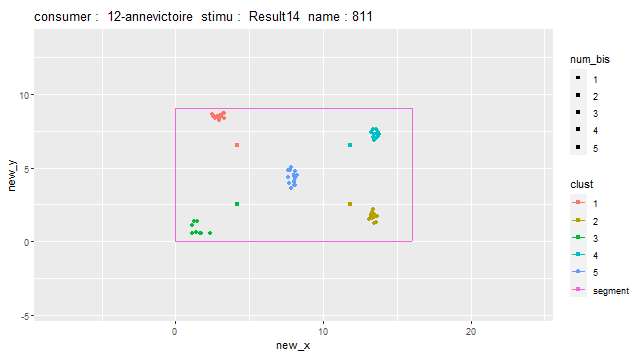 consumer :  12-annevictoire  stimu :  Result14  name : 811
10
5
0
-5
new_y
0
10
20
new_x
num_bis
1
2
3
4
5
clust
1
2
3
4
5
segment